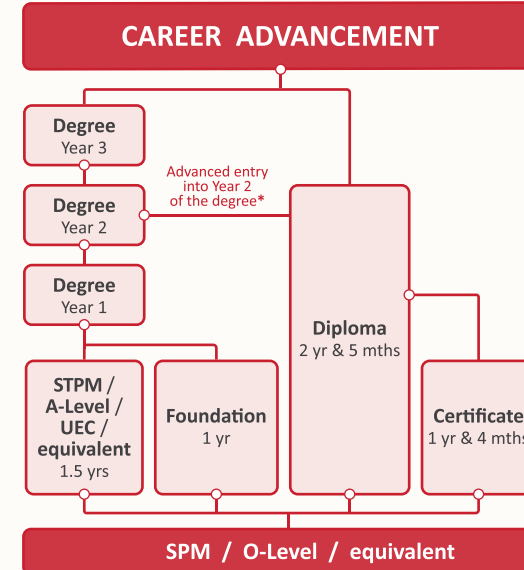 CAREER ADVANCEMENT
Degree
Year 3
Advanced entry
into Year 2
of the degree*
Degree
Year 2
Degree
Year 1
Diploma
2 yr & 5 mths
STPM /
A-Level /
UEC /
equivalent
1.5 yrs
Foundation
1 yr
Certificate
1 yr & 4 mths
SPM / O-Level / equivalent